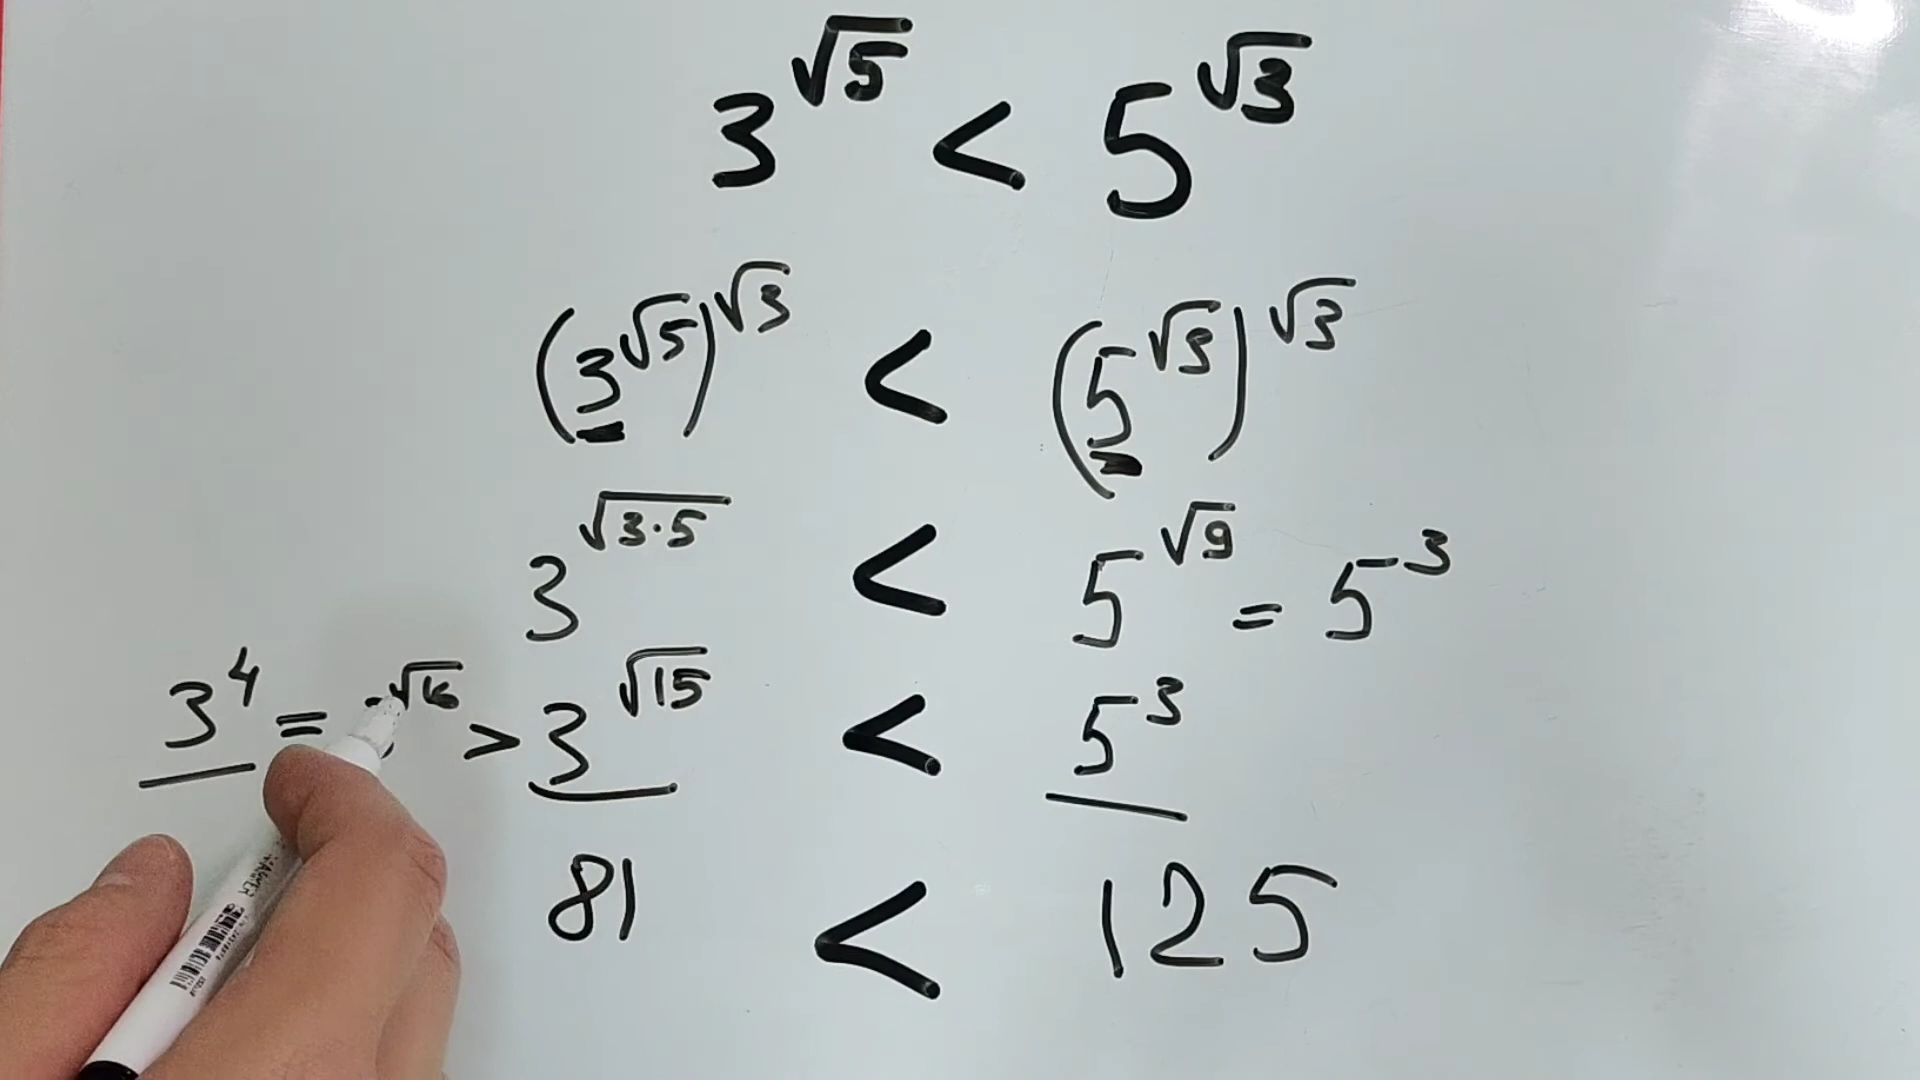 3^√5 < 5^√3
(3^√5)^√3 < (5^√3)^√3
3^√3·5 < 5^√9 = 5^3
3^4 = √16 > 3^√15 < 5^3
81 < 125